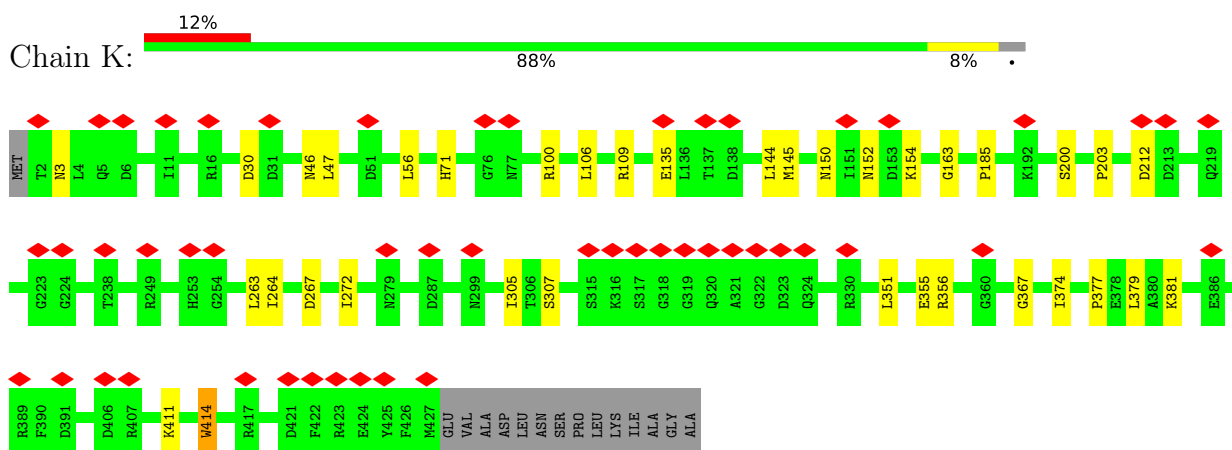 12%
Chain K:
88% 8% •
MET T2 N3 L4 Q5 D6 I11 R16 D30 D31 N46 L47 D51 L56 H71 G76 N77 R100 L106 R109 E135 L136 T137 D138 L144 M145 N150 I151 N152 D153 K154 G163 P185 K192 S200 P203 D212 D213 Q219
G223 G224 T238 R249 H253 G254 L263 I264 D267 I272 N279 D287 N299 I305 T306 S307 S315 K316 S317 G318 G319 Q320 A321 G322 D323 Q324 R330 L351 E355 R356 G360 G367 I374 P377 E378 L379 A380 K381 E386
R389 F390 D391 D406 R407 K411 W414 R417 D421 F422 R423 E424 Y425 F426 M427 GLU VAL ALA ASP LEU ASN SER PRO LEU LYS ILE ALA GLY ALA